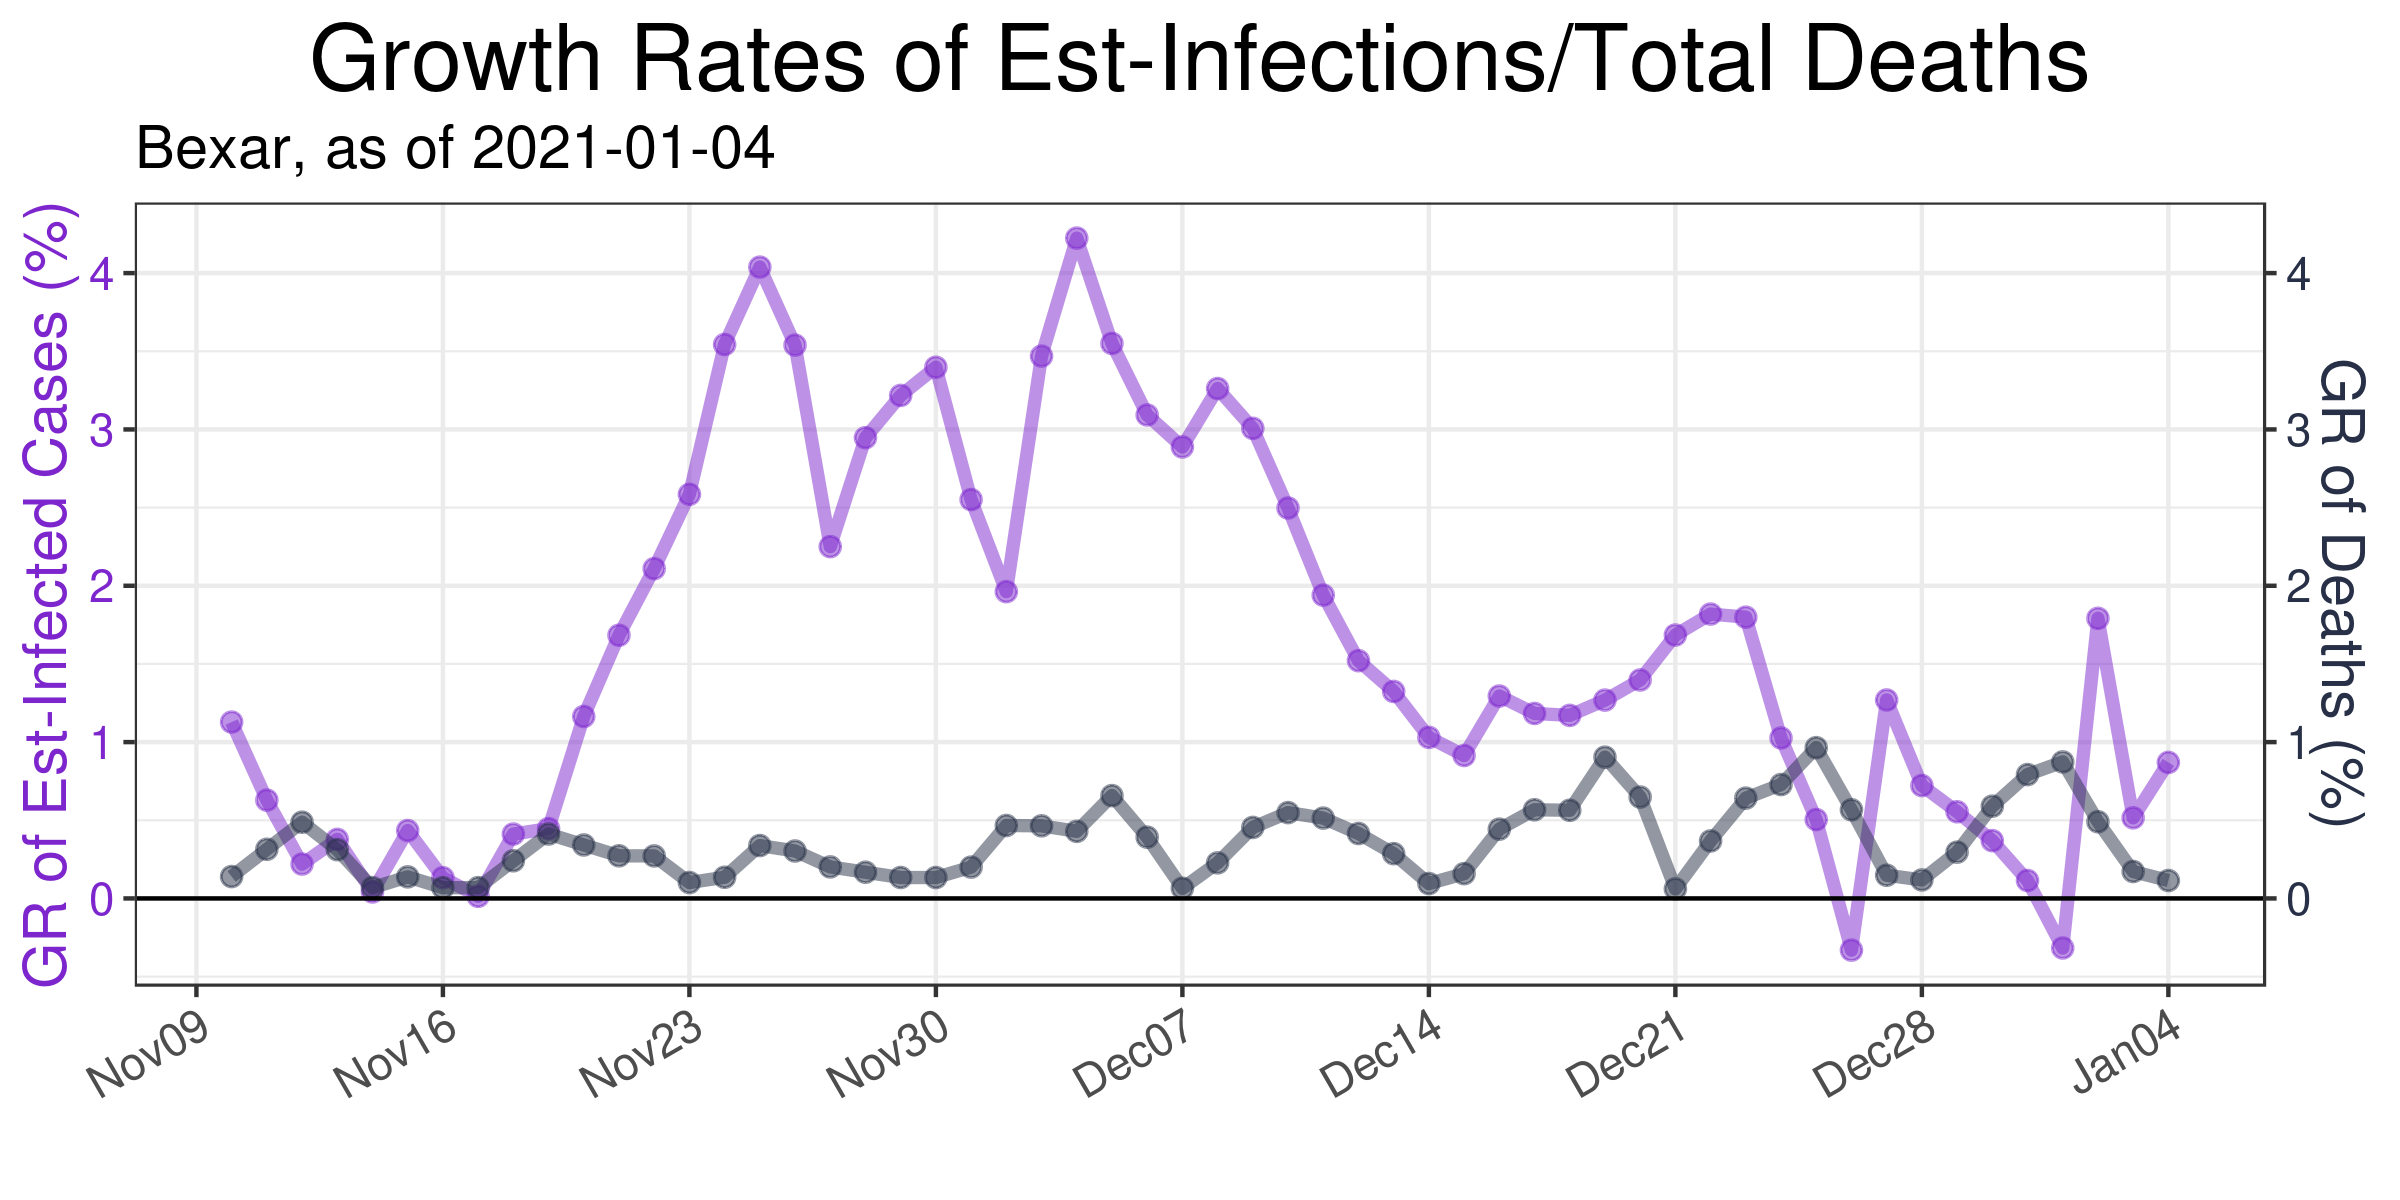 Growth Rates of Est-Infections/Total Deaths
Bexar, as of 2021-01-04
GR of Est-Infected Cases (%)
4
3
2
1
0
4
3
2
1
0
GR of Deaths (%)
Nov09
Nov16
Nov23
Nov30
Dec07
Dec14
Dec21
Dec28
Jan04